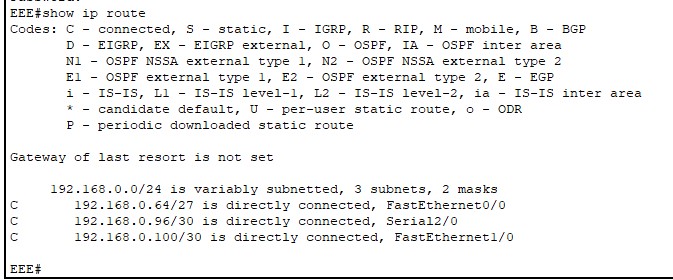 EEE#show ip route
Codes: C - connected, S - static, I - IGRP, R - RIP, M - mobile, B - BGP
       D - EIGRP, EX - EIGRP external, O - OSPF, IA - OSPF inter area
       N1 - OSPF NSSA external type 1, N2 - OSPF NSSA external type 2
       E1 - OSPF external type 1, E2 - OSPF external type 2, E - EGP
       i - IS-IS, L1 - IS-IS level-1, L2 - IS-IS level-2, ia - IS-IS inter area
       * - candidate default, U - per-user static route, o - ODR
       P - periodic downloaded static route
Gateway of last resort is not set
     192.168.0.0/24 is variably subnetted, 3 subnets, 2 masks
C       192.168.0.64/27 is directly connected, FastEthernet0/0
C       192.168.0.96/30 is directly connected, Serial2/0
C       192.168.0.100/30 is directly connected, FastEthernet1/0
EEE#